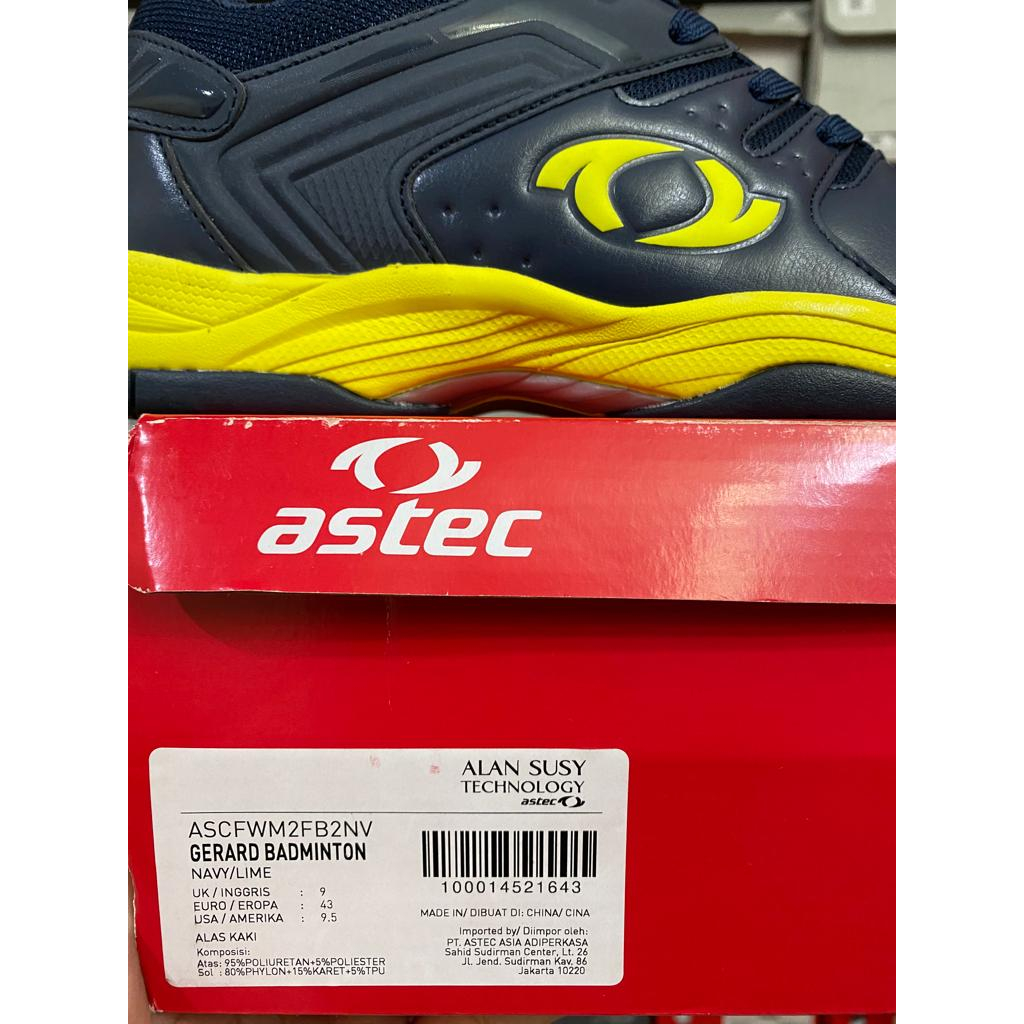 astec
ALAN SUSY
TECHNOLOGY
astec
ASCFWM2FB2NV
GERARD BADMINTON
NAVY/LIME
UK / INGGRIS : 9
EURO / EROPA : 43
USA / AMERIKA : 9.5
ALAS KAKI
Komposisi:
Atas: 95%POLIURETAN+5%POLIESTER
Sol : 80%PHYLON+15%KARET+5%TPU
100014521643
MADE IN/ DIBUAT DI: CHINA/ CINA
Imported by/ Diimpor oleh:
PT. ASTEC ASIA ADIPERKASA
Sahid Sudirman Center, Lt. 26
Jl. Jend. Sudirman Kav. 86
Jakarta 10220